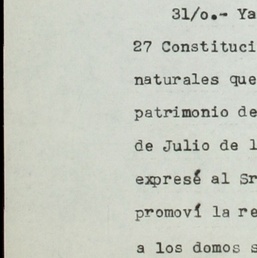 31/o.- Ya
27 Constituci
naturales que
patrimonio de
de Julio de 1
expresé al Sr
promoví la re
a los domos s